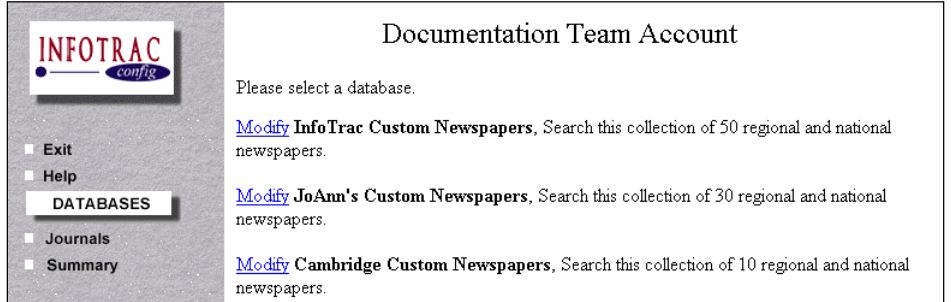 INFOTRAC
config
Exit
Help
DATABASES
Journals
Summary
Documentation Team Account
Please select a database.
Modify InfoTrac Custom Newspapers, Search this collection of 50 regional and national
newspapers.
Modify JoAnn's Custom Newspapers, Search this collection of 30 regional and national
newspapers.
Modify Cambridge Custom Newspapers, Search this collection of 10 regional and national
newspapers.